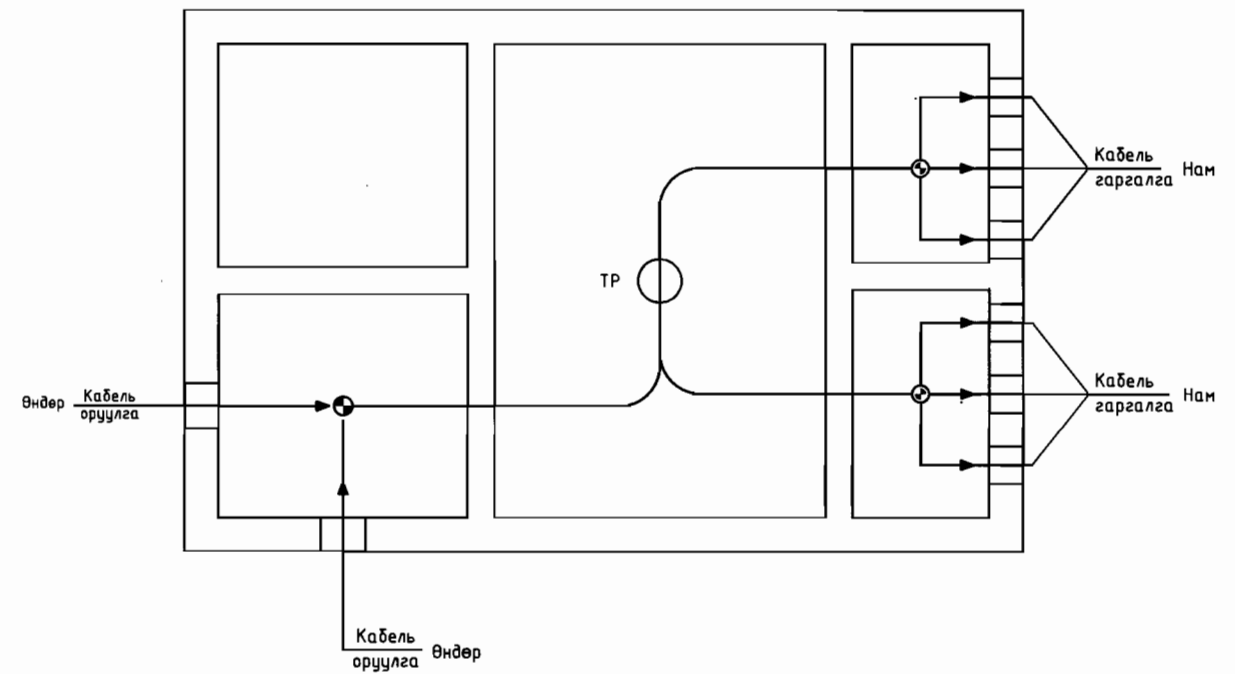 Кабель
гаргалга Нам
ТР
Кабель
гаргалга Нам
Өндөр Кабель
оруулга
Кабель
оруулга Өндөр